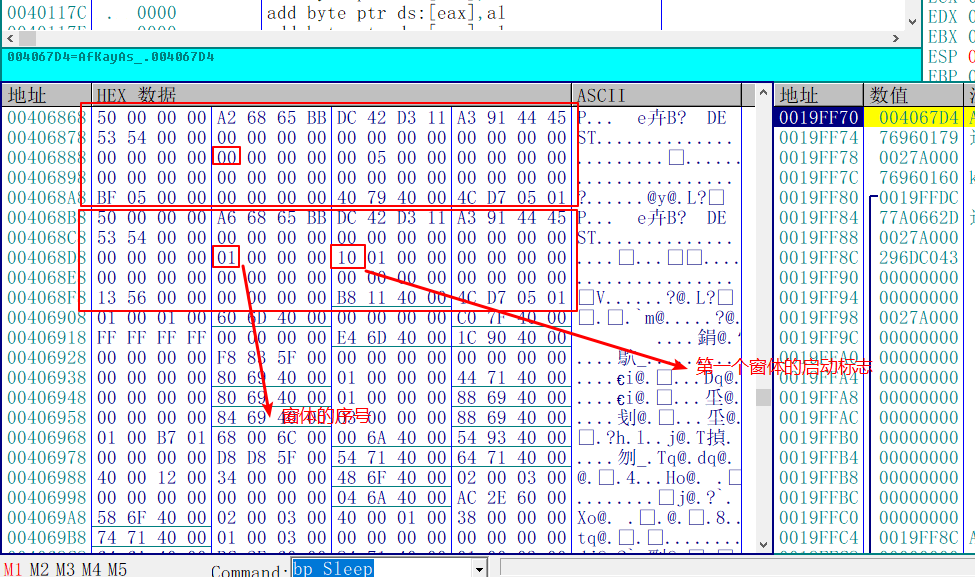 0040117C . 0000 add byte ptr ds:[eax],al
EDX 0
EBX 0
ESP 0
EBP
004067D4=AfKayAs_.004067D4
地址 HEX 数据 ASCII 地址 数值
00406868 50 00 00 00 A2 68 65 BB DC 42 D3 11 A3 91 44 45 P... e卉B? DE 0019FF70 004067D4 A
00406878 53 54 00 00 00 00 00 00 00 00 00 00 00 00 00 00 ST.............. 0019FF74 76960179
00406888 00 00 00 00 00 00 00 00 00 05 00 00 00 00 00 00 0019FF78 0027A000
00406898 00 00 00 00 00 00 00 00 00 00 00 00 00 00 00 00 ................ 0019FF7C 76960160 k
004068A8 BF 05 00 00 00 00 00 00 40 79 40 00 4C D7 05 01 ?.......@y@.L? 0019FF80 0019FFDC
004068B8 50 00 00 00 A6 68 65 BB DC 42 D3 11 A3 91 44 45 P... e卉B? DE 0019FF84 77A0662D
004068C8 53 54 00 00 00 00 00 00 00 00 00 00 00 00 00 00 ST.............. 0019FF88 0027A000
004068D8 00 00 00 00 01 00 00 00 10 01 00 00 00 00 00 00 0019FF8C 296DC043
004068E8 00 00 00 00 00 00 00 00 00 00 00 00 00 00 00 00 ................ 0019FF90 00000000
004068F8 13 56 00 00 00 00 00 00 B8 11 40 00 4C D7 05 01 V......?@.L? 0019FF94 00000000
00406908 01 00 01 00 60 6D 40 00 00 00 00 00 C0 7F 40 00 `m@.....?@. 0019FF98 0027A000
00406918 FF FF FF FF 00 00 00 00 E4 6D 40 00 1C 90 40 00 0019FF9C 00000000
00406928 00 00 00 00 F8 83 5F 00 00 00 00 00 00 00 00 00 00000000
第一个窗体的启动标志
00406938 00 00 00 00 80 69 40 00 01 00 00 00 44 71 40 00 ....€i@. ...Dq@. 0019FFA4 00000000
00406948 00 00 00 00 80 69 40 00 01 00 00 00 88 69 40 00 ....€i@. 0019FFA8 00000000
窗体的序号
00406958 00 00 00 00 84 69 00 00 00 88 69 40 00 ....刬@. 0019FFAC 00000000
00406968 01 00 B7 01 68 00 6C 00 00 6A 40 00 54 93 40 00 .?h.l..j@.T揁. 0019FFB0 00000000
00406978 00 00 00 00 D8 D8 5F 00 54 71 40 00 64 71 40 00 _.Tq@.dq@. 0019FFB4 00000000
00406988 40 00 12 00 34 00 00 00 48 6F 40 00 02 00 03 00 @. .4...Ho@. 0019FFB8 00000000
00406998 00 00 00 00 00 00 00 00 04 6A 40 00 AC 2E 60 00 j@.?` 0019FFBC 00000000
004069A8 58 6F 40 00 02 00 03 00 40 00 01 00 38 00 00 00 Xo@. . .@. .8.. 0019FFC0 00000000
004069B8 74 71 40 00 01 00 03 00 00 00 00 00 00 00 00 00 tq@. 0019FFC4 0019FF8C A
M1 M2 M3 M4 M5 Command: bp Sleep